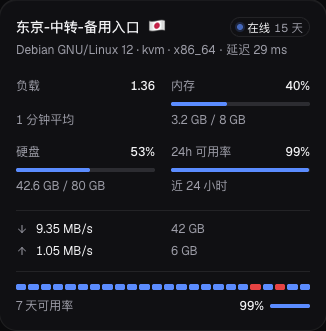 东京-中转-备用入口 🇯🇵 在线 15 天
Debian GNU/Linux 12 · kvm · x86_64 · 延迟 29 ms
负载 1.36 内存 40%
1 分钟平均 3.2 GB / 8 GB
硬盘 53% 24h 可用率 99%
42.6 GB / 80 GB 近 24 小时
↓ 9.35 MB/s 42 GB
↑ 1.05 MB/s 6 GB
7 天可用率 99%